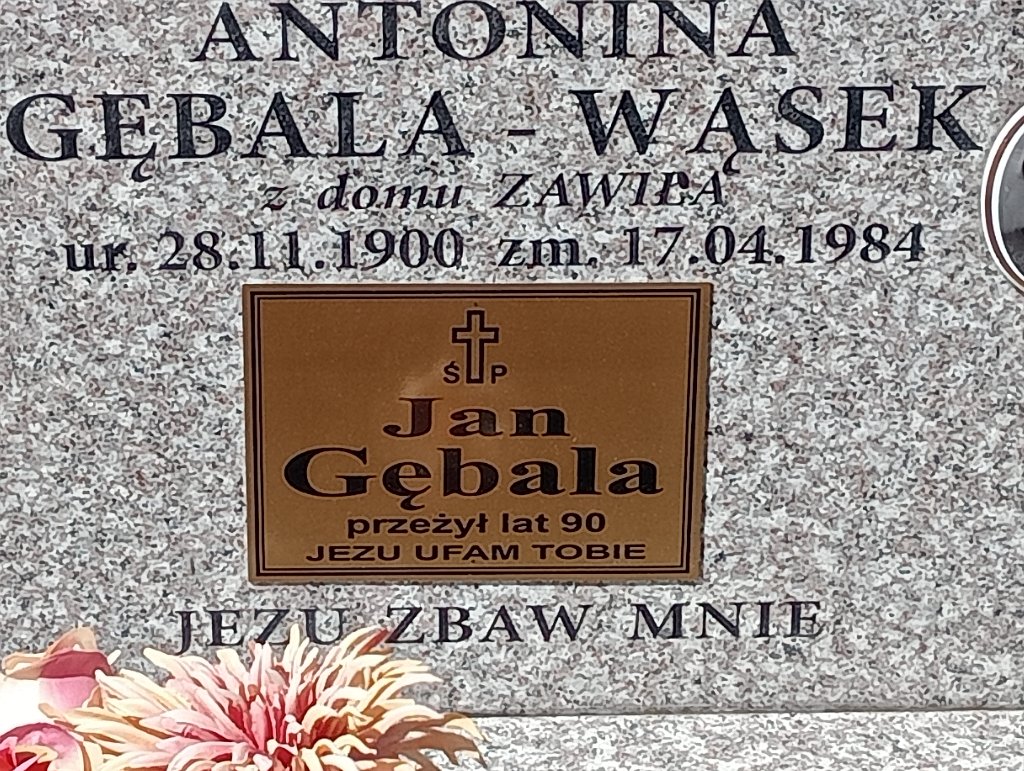 ANTONINA
GĘBALA - WĄSEK
z domu ZAWIŁA
ur. 28.11.1900 zm. 17.04.1984
Ś P
Jan
Gębala
przeżył lat 90
JEZU UFAM TOBIE
JEZU ZBAW MNIE